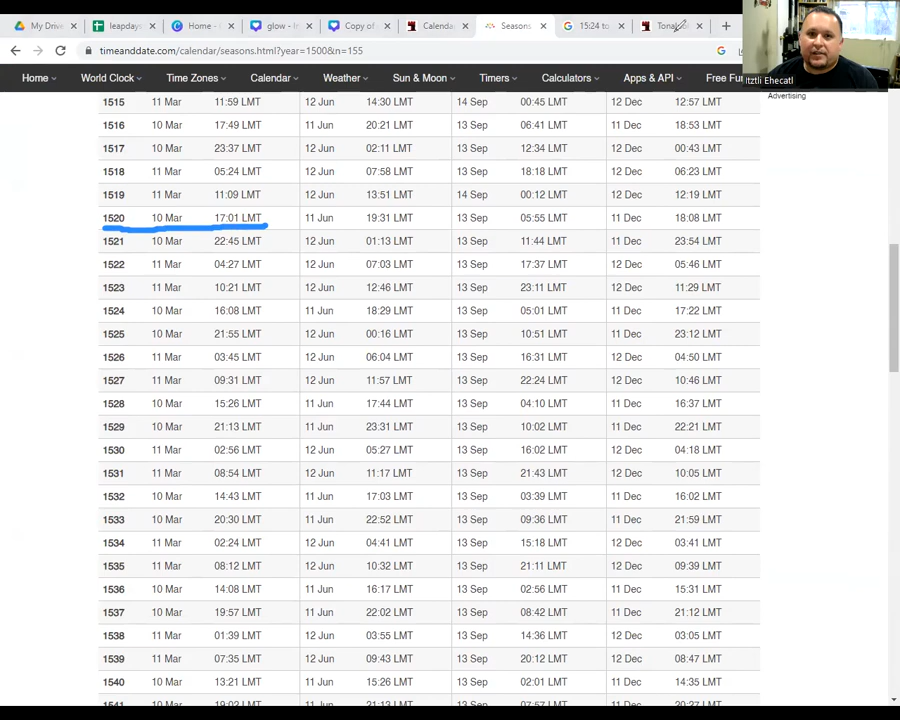 My Drive
leapdays
Home -
glow - In
Copy of
Calenda
Seasons
15:24 to
Tonal
timeanddate.com/calendar/seasons.html?year=1500&n=155
Home World Clock Time Zones Calendar Weather Sun & Moon Timers Calculators Apps & API Free Fun
Itztli Ehecatl
Advertising
1515 11 Mar 11:59 LMT 12 Jun 14:30 LMT 14 Sep 00:45 LMT 12 Dec 12:57 LMT
1516 10 Mar 17:49 LMT 11 Jun 20:21 LMT 13 Sep 06:41 LMT 11 Dec 18:53 LMT
1517 10 Mar 23:37 LMT 12 Jun 02:11 LMT 13 Sep 12:34 LMT 12 Dec 00:43 LMT
1518 11 Mar 05:24 LMT 12 Jun 07:58 LMT 13 Sep 18:18 LMT 12 Dec 06:23 LMT
1519 11 Mar 11:09 LMT 12 Jun 13:51 LMT 14 Sep 00:12 LMT 12 Dec 12:19 LMT
1520 10 Mar 17:01 LMT 11 Jun 19:31 LMT 13 Sep 05:55 LMT 11 Dec 18:08 LMT
1521 10 Mar 22:45 LMT 12 Jun 01:13 LMT 13 Sep 11:44 LMT 11 Dec 23:54 LMT
1522 11 Mar 04:27 LMT 12 Jun 07:03 LMT 13 Sep 17:37 LMT 12 Dec 05:46 LMT
1523 11 Mar 10:21 LMT 12 Jun 12:46 LMT 13 Sep 23:11 LMT 12 Dec 11:29 LMT
1524 10 Mar 16:08 LMT 11 Jun 18:29 LMT 13 Sep 05:01 LMT 11 Dec 17:22 LMT
1525 10 Mar 21:55 LMT 12 Jun 00:16 LMT 13 Sep 10:51 LMT 11 Dec 23:12 LMT
1526 11 Mar 03:45 LMT 12 Jun 06:04 LMT 13 Sep 16:31 LMT 12 Dec 04:50 LMT
1527 11 Mar 09:31 LMT 12 Jun 11:57 LMT 13 Sep 22:24 LMT 12 Dec 10:46 LMT
1528 10 Mar 15:26 LMT 11 Jun 17:44 LMT 13 Sep 04:10 LMT 11 Dec 16:37 LMT
1529 10 Mar 21:13 LMT 11 Jun 23:31 LMT 13 Sep 10:02 LMT 11 Dec 22:21 LMT
1530 11 Mar 02:56 LMT 12 Jun 05:27 LMT 13 Sep 16:02 LMT 12 Dec 04:18 LMT
1531 11 Mar 08:54 LMT 12 Jun 11:17 LMT 13 Sep 21:43 LMT 12 Dec 10:05 LMT
1532 10 Mar 14:43 LMT 11 Jun 17:03 LMT 13 Sep 03:39 LMT 11 Dec 16:02 LMT
1533 10 Mar 20:30 LMT 11 Jun 22:52 LMT 13 Sep 09:36 LMT 11 Dec 21:59 LMT
1534 11 Mar 02:24 LMT 12 Jun 04:41 LMT 13 Sep 15:18 LMT 12 Dec 03:41 LMT
1535 11 Mar 08:12 LMT 12 Jun 10:32 LMT 13 Sep 21:11 LMT 12 Dec 09:39 LMT
1536 10 Mar 14:08 LMT 11 Jun 16:17 LMT 13 Sep 02:56 LMT 11 Dec 15:31 LMT
1537 10 Mar 19:57 LMT 11 Jun 22:02 LMT 13 Sep 08:42 LMT 11 Dec 21:12 LMT
1538 11 Mar 01:39 LMT 12 Jun 03:55 LMT 13 Sep 14:36 LMT 12 Dec 03:05 LMT
1539 11 Mar 07:35 LMT 12 Jun 09:43 LMT 13 Sep 20:12 LMT 12 Dec 08:47 LMT
1540 10 Mar 13:21 LMT 11 Jun 15:26 LMT 13 Sep 02:01 LMT 11 Dec 14:35 LMT